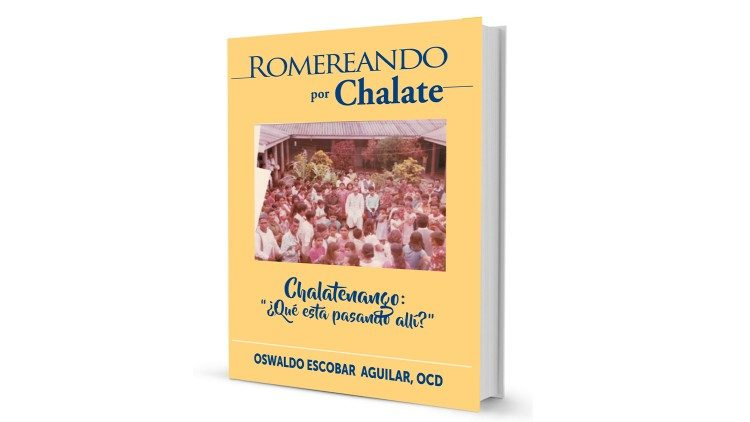 ROMEREANDO
por Chalate
Chalatenango:
"¿Qué está pasando allí?"
OSWALDO ESCOBAR AGUILAR, OCD